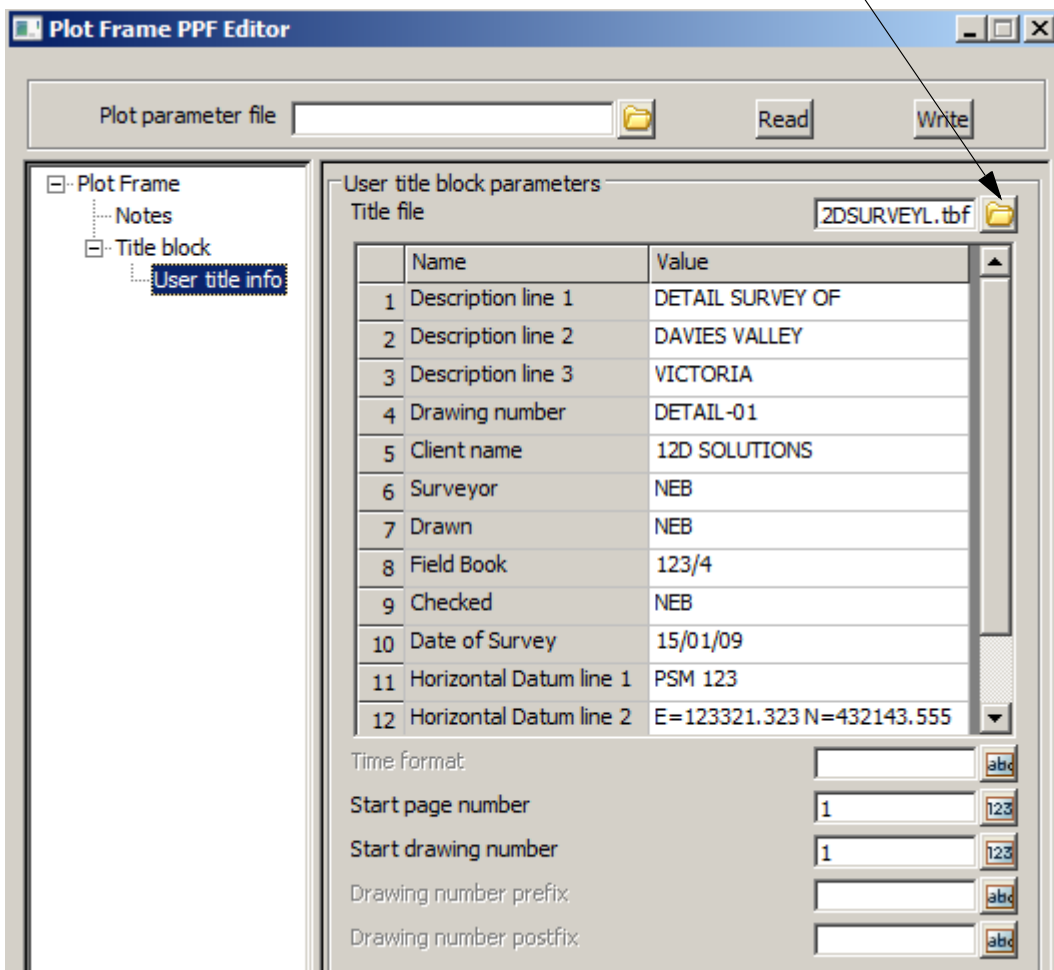 Plot Frame PPF Editor
Plot parameter file Read Write
Plot Frame
Notes
Title block
User title info
User title block parameters
Title file 2DSURVEYL.tbf
Name Value
1 Description line 1 DETAIL SURVEY OF
2 Description line 2 DAVIES VALLEY
3 Description line 3 VICTORIA
4 Drawing number DETAIL-01
5 Client name 12D SOLUTIONS
6 Surveyor NEB
7 Drawn NEB
8 Field Book 123/4
9 Checked NEB
10 Date of Survey 15/01/09
11 Horizontal Datum line 1 PSM 123
12 Horizontal Datum line 2 E=123321.323 N=432143.555
Time format abc
Start page number 1 123
Start drawing number 1 123
Drawing number prefix abc
Drawing number postfix abc